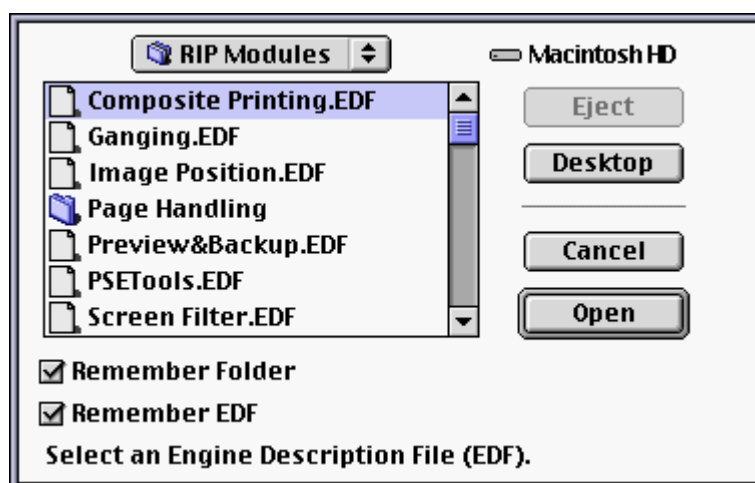 RIP Modules
Macintosh HD
Composite Printing.EDF
Ganging.EDF
Image Position.EDF
Page Handling
Preview&Backup.EDF
PSETools.EDF
Screen Filter.EDF
Eject
Desktop
Cancel
Open
Remember Folder
Remember EDF
Select an Engine Description File (EDF).